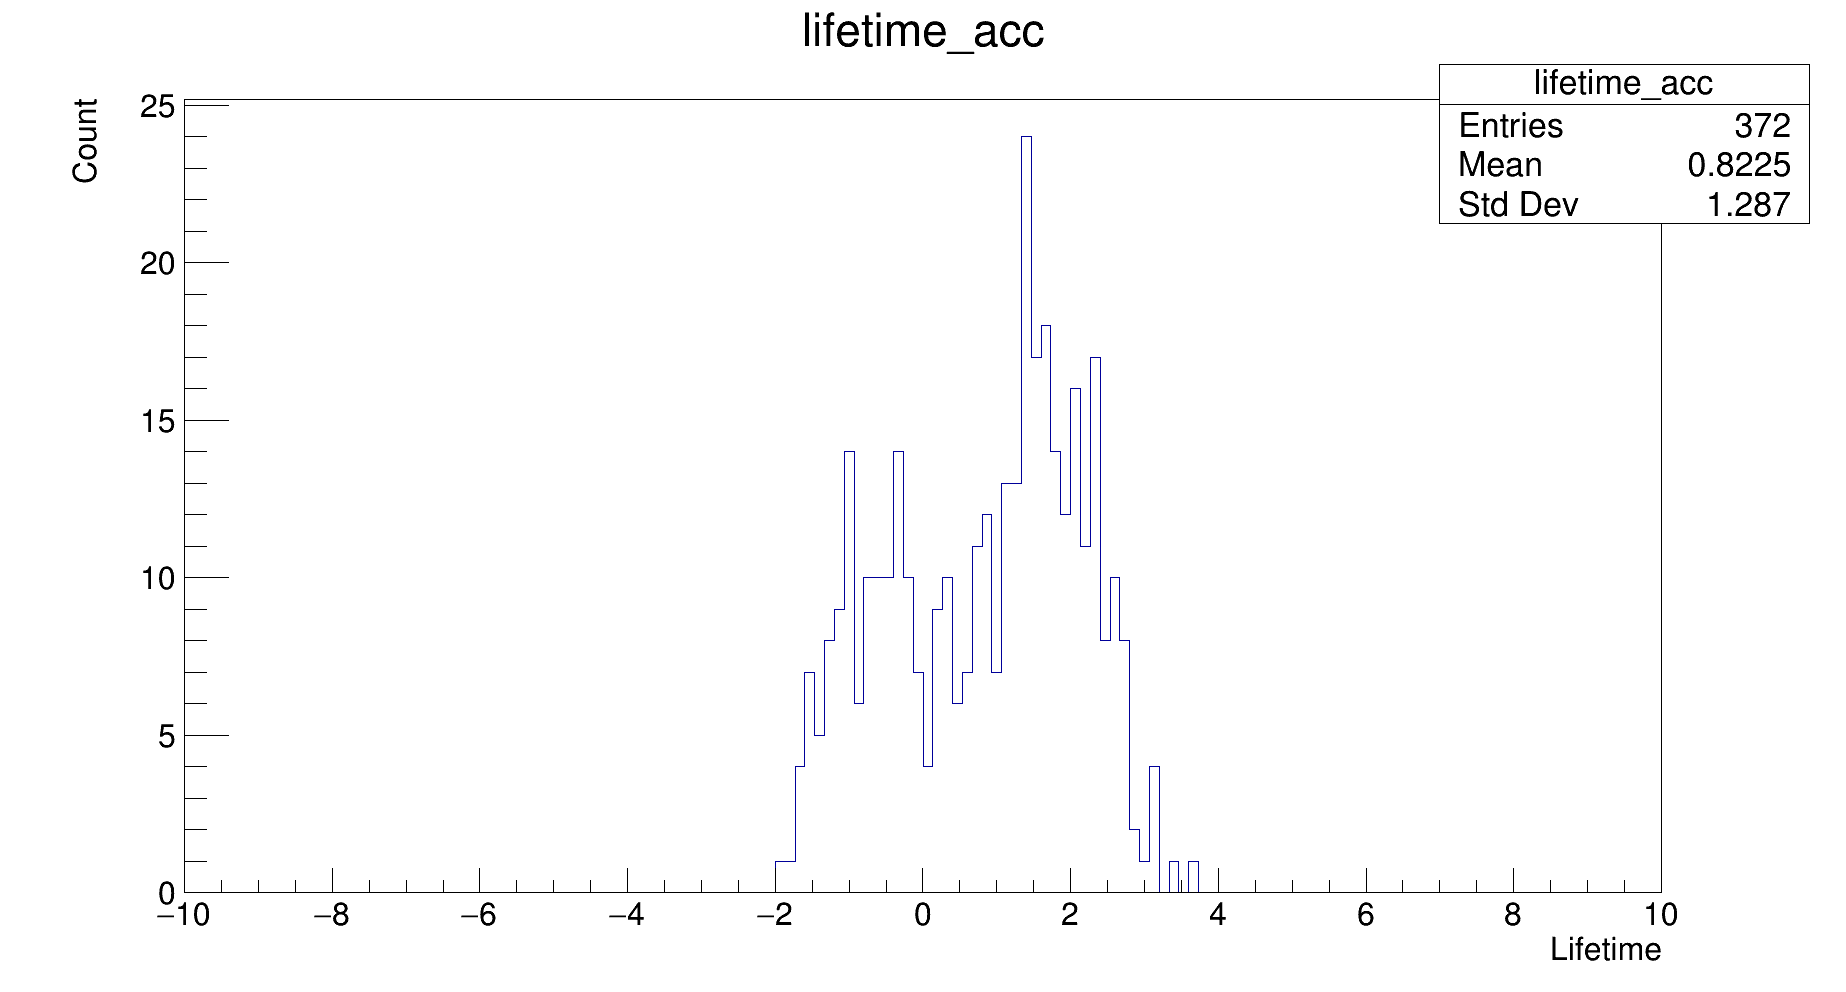 lifetime_acc
lifetime_acc
Entries 372
Mean 0.8225
Std Dev 1.287
Count
25
20
15
10
5
0
−10 −8 −6 −4 −2 0 2 4 6 8 10
Lifetime